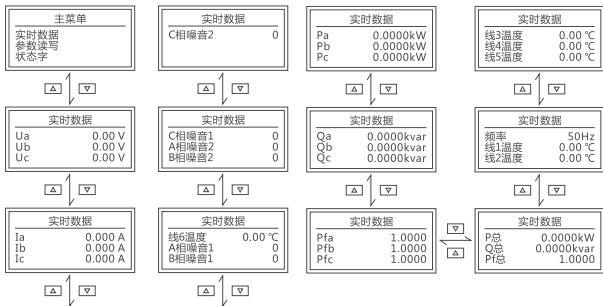 主菜单
实时数据
参数读写
状态字
实时数据
C相噪音2 0
实时数据
Pa 0.0000kW
Pb 0.0000kW
Pc 0.0000kW
实时数据
线3温度 0.00 ℃
线4温度 0.00 ℃
线5温度 0.00 ℃
实时数据
Ua 0.00 V
Ub 0.00 V
Uc 0.00 V
实时数据
C相噪音1 0
A相噪音2 0
B相噪音2 0
实时数据
Qa 0.0000kvar
Qb 0.0000kvar
Qc 0.0000kvar
实时数据
频率 50Hz
线1温度 0.00 ℃
线2温度 0.00 ℃
实时数据
Ia 0.000 A
Ib 0.000 A
Ic 0.000 A
实时数据
线6温度 0.00 ℃
A相噪音1 0
B相噪音1 0
实时数据
Pfa 1.0000
Pfb 1.0000
Pfc 1.0000
实时数据
P总 0.0000kW
Q总 0.0000kvar
Pf总 1.0000